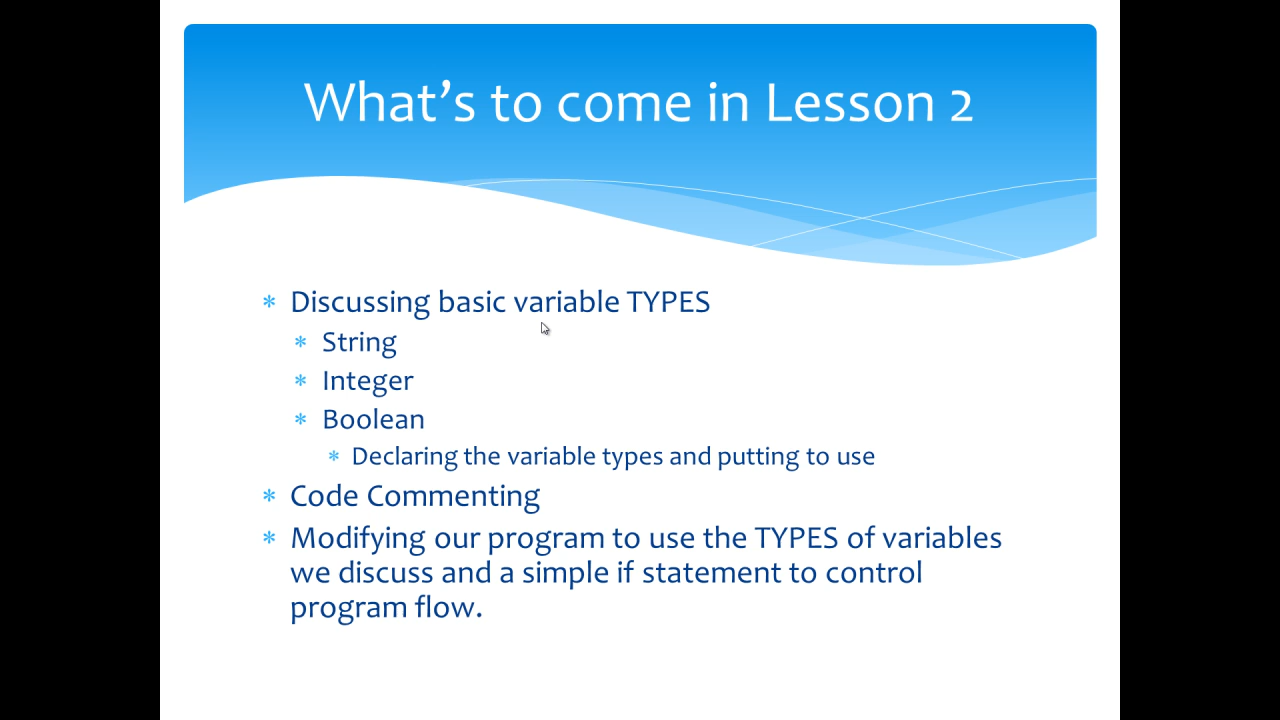 What’s to come in Lesson 2
* Discussing basic variable TYPES
* String
* Integer
* Boolean
* Declaring the variable types and putting to use
* Code Commenting
* Modifying our program to use the TYPES of variables
we discuss and a simple if statement to control
program flow.